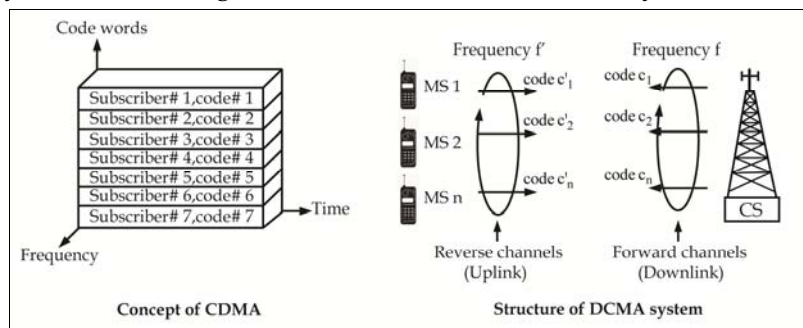 Code words
Subscriber# 1,code# 1
Subscriber# 2,code# 2
Subscriber# 3,code# 3
Subscriber# 4,code# 4
Subscriber# 5,code# 5
Subscriber# 6,code# 6
Subscriber# 7,code# 7
Time
Frequency
Concept of CDMA
Frequency f'
Frequency f
MS 1
code c'1
code c1
MS 2
code c'2
code c2
MS n
code c'n
code cn
CS
Reverse channels
(Uplink)
Forward channels
(Downlink)
Structure of DCMA system